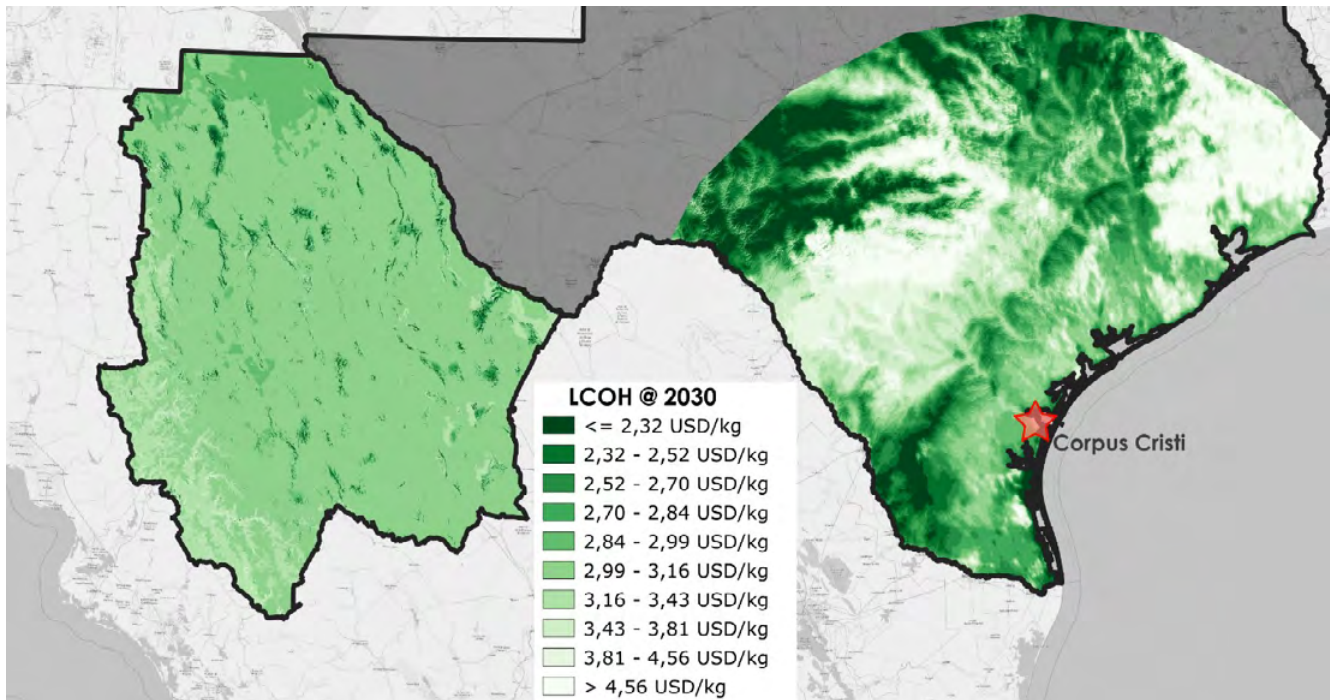 LCOH @ 2030
<= 2,32 USD/kg
2,32 - 2,52 USD/kg
2,52 - 2,70 USD/kg
2,70 - 2,84 USD/kg
2,84 - 2,99 USD/kg
2,99 - 3,16 USD/kg
3,16 - 3,43 USD/kg
3,43 - 3,81 USD/kg
3,81 - 4,56 USD/kg
> 4,56 USD/kg
Corpus Cristi